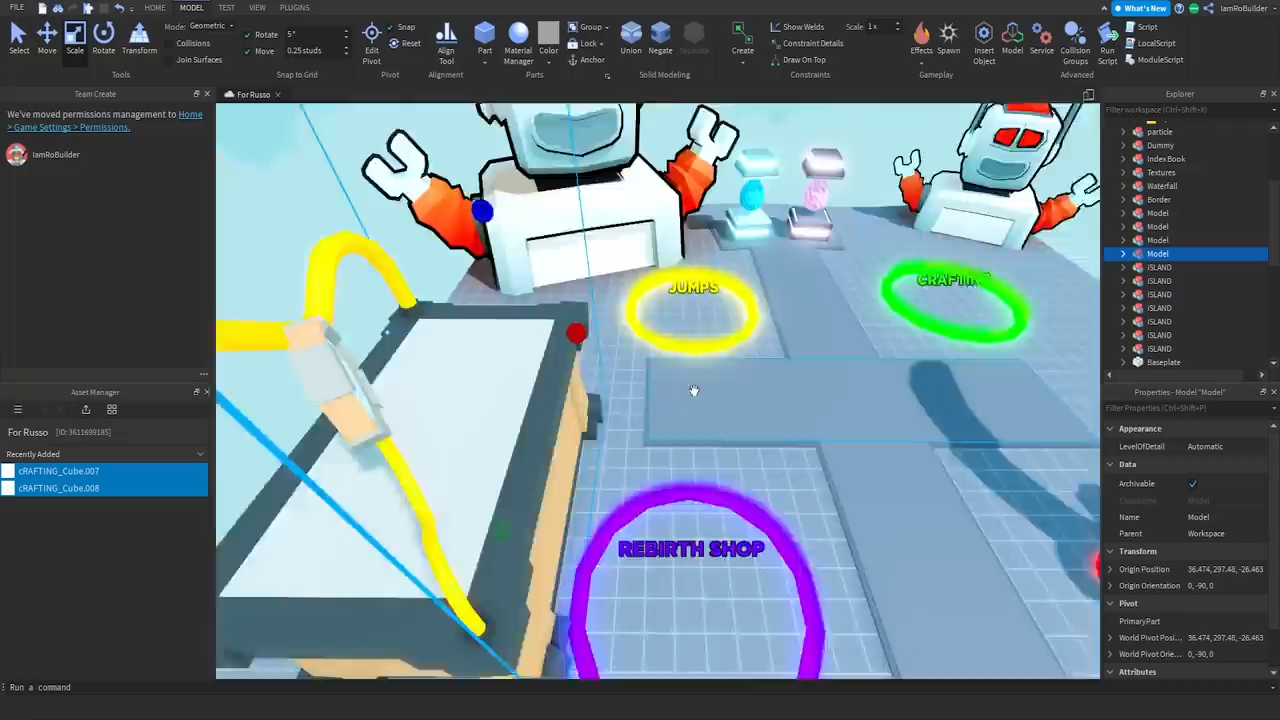 FILE HOME MODEL TEST VIEW PLUGINS What's New IamRoBuilder
Select Move Scale Rotate Transform
Mode: Geometric
Collisions
Join Surfaces
Tools
Rotate 5°
Move 0.25 studs
Snap to Grid
Edit Pivot
Snap
Reset
Pivot
Align Tool
Alignment
Part
Material Manager
Color
Group
Lock
Anchor
Parts
Union Negate Separate
Solid Modeling
Create
Show Welds Scale 1x
Constraint Details
Draw On Top
Constraints
Effects Spawn
Gameplay
Insert Object
Model
Service
Collision Groups
Run Script
Script
LocalScript
ModuleScript
Advanced
Team Create
We've moved permissions management to Home
> Game Settings > Permissions.
IamRoBuilder
Asset Manager
For Russo [ID: 3611699185]
Recently Added
cRAFTING_Cube.007
cRAFTING_Cube.008
For Russo
JUMPS
REBIRTH SHOP
Explorer
Filter workspace (Ctrl+Shift+X)
particle
Dummy
IndexBook
Textures
Waterfall
Border
Model
Model
Model
Model
iSLAND
iSLAND
iSLAND
iSLAND
iSLAND
iSLAND
iSLAND
Baseplate
Properties - Model "Model"
Filter Properties (Ctrl+Shift+P)
Appearance
LevelOfDetail Automatic
Data
Archivable
ClassName Model
Name Model
Parent Workspace
Transform
Origin Position 36.474, 297.48, -26.463
Origin Orientation 0, -90, 0
Pivot
PrimaryPart
World Pivot Posi... 36.474, 297.48, -26.463
World Pivot Orie... 0, -90, 0
Attributes
Run a command